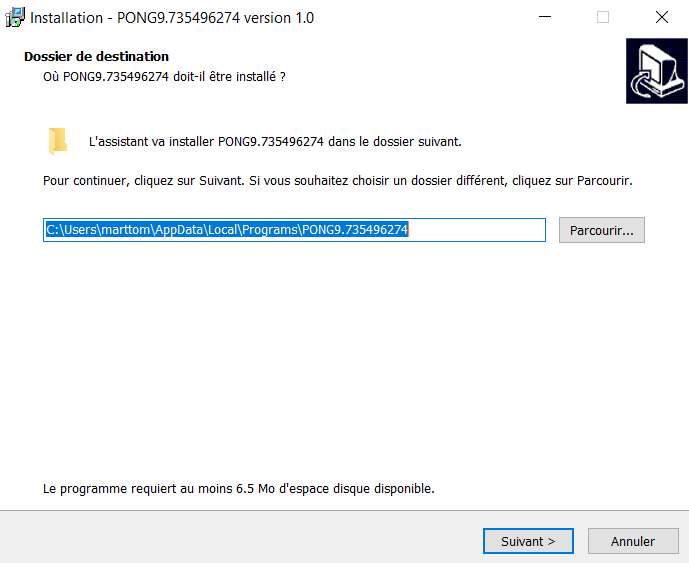 Installation - PONG9.735496274 version 1.0
Dossier de destination
Où PONG9.735496274 doit-il être installé ?
L'assistant va installer PONG9.735496274 dans le dossier suivant.
Pour continuer, cliquez sur Suivant. Si vous souhaitez choisir un dossier différent, cliquez sur Parcourir.
C:\Users\marttom\AppData\Local\Programs\PONG9.735496274
Parcourir...
Le programme requiert au moins 6.5 Mo d'espace disque disponible.
Suivant >
Annuler